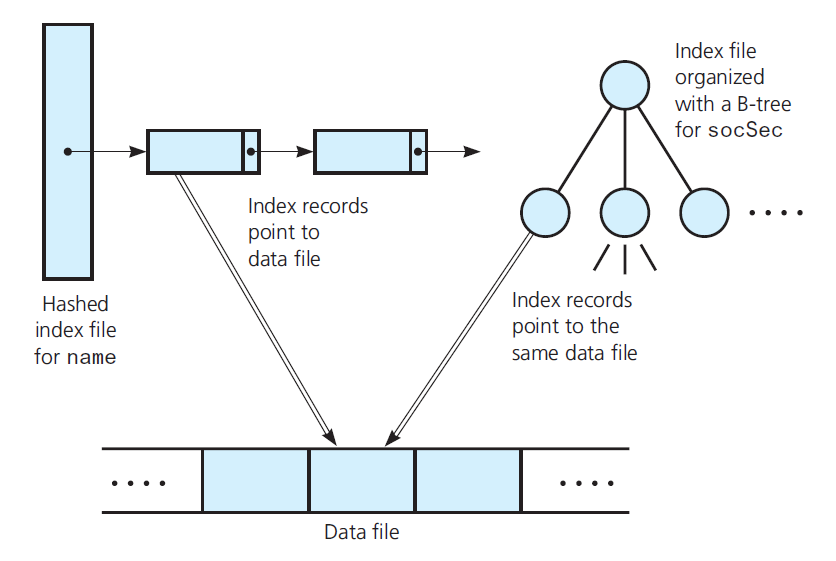 Index file
organized
with a B-tree
for socSec
Index records
point to
data file
Hashed
index file
for name
Index records
point to the
same data file
Data file